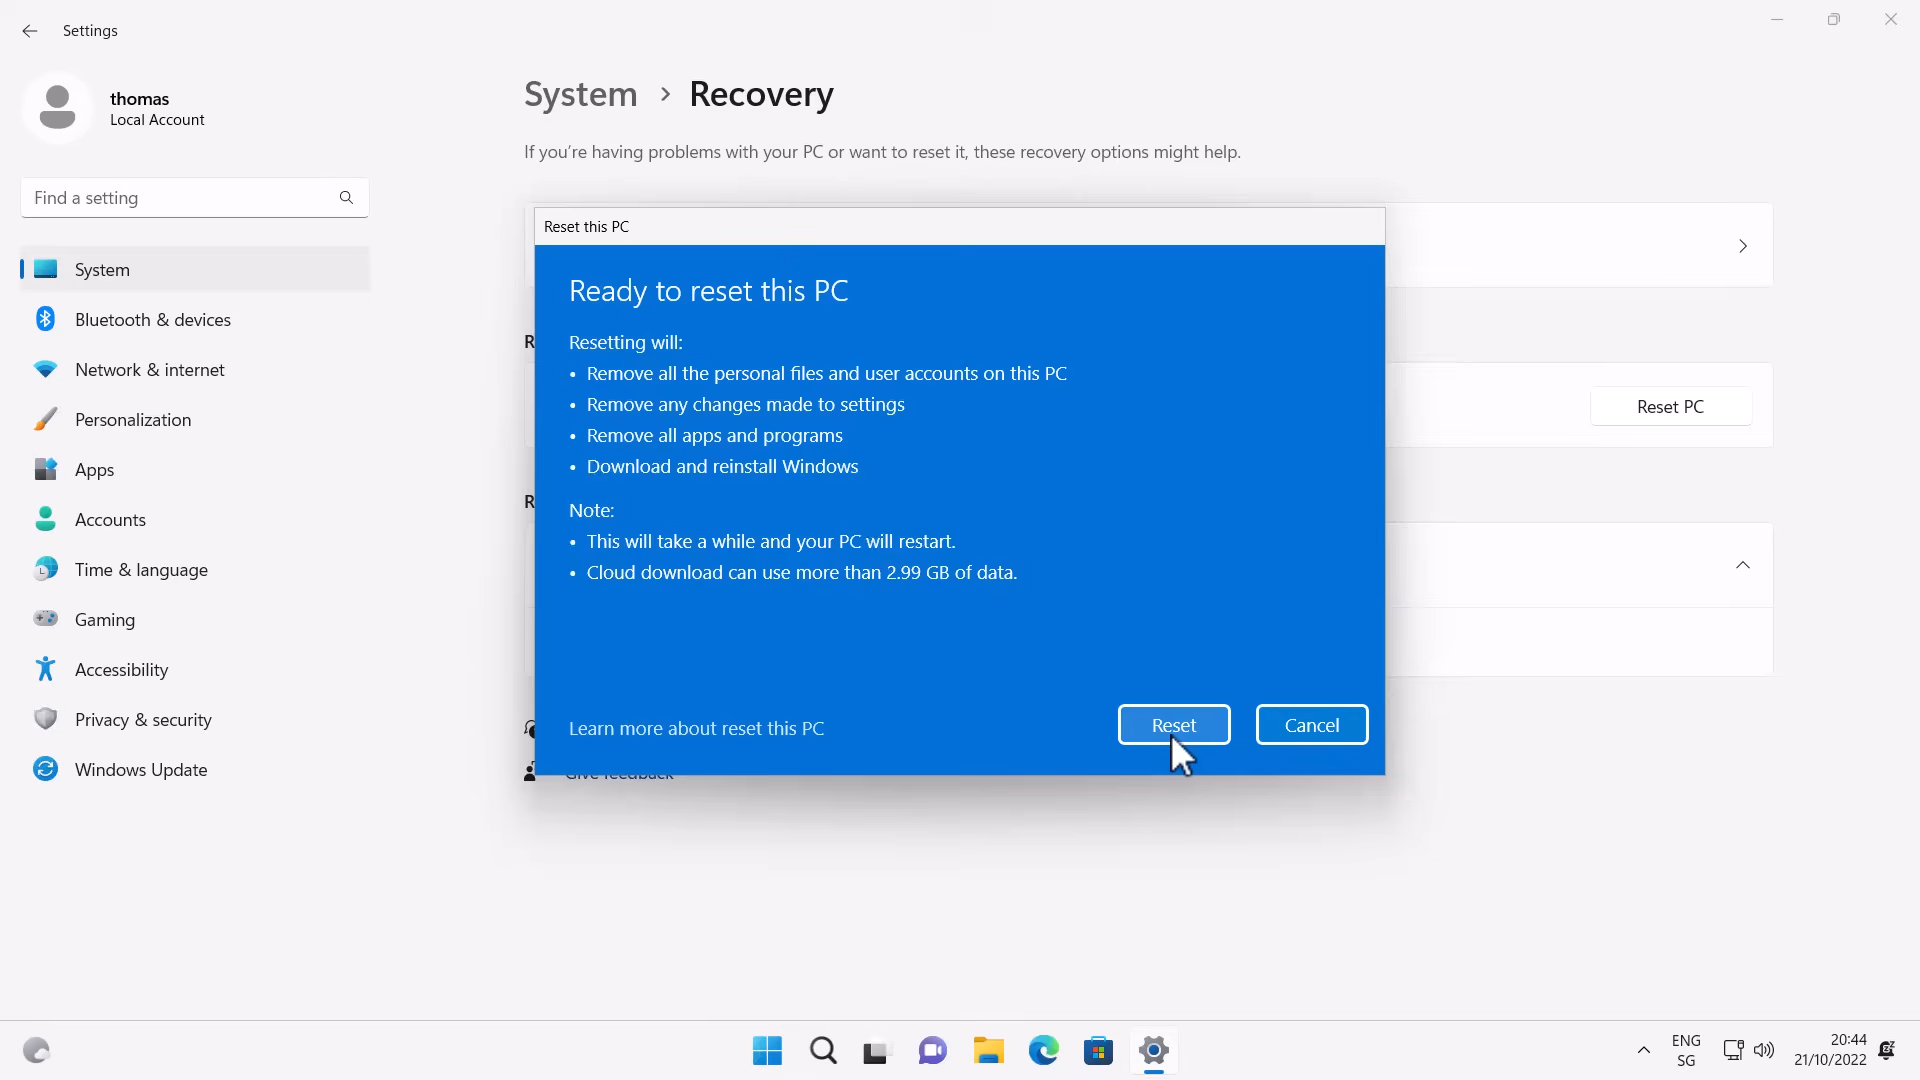 Settings
thomas
Local Account
Find a setting
System
Bluetooth & devices
Network & internet
Personalization
Apps
Accounts
Time & language
Gaming
Accessibility
Privacy & security
Windows Update
System > Recovery
If you're having problems with your PC or want to reset it, these recovery options might help.
Reset this PC
Ready to reset this PC
Resetting will:
• Remove all the personal files and user accounts on this PC
• Remove any changes made to settings
• Remove all apps and programs
• Download and reinstall Windows
Note:
• This will take a while and your PC will restart.
• Cloud download can use more than 2.99 GB of data.
Learn more about reset this PC
Reset
Cancel
R
Reset PC
R
Give feedback
ENG
SG
20:44
21/10/2022